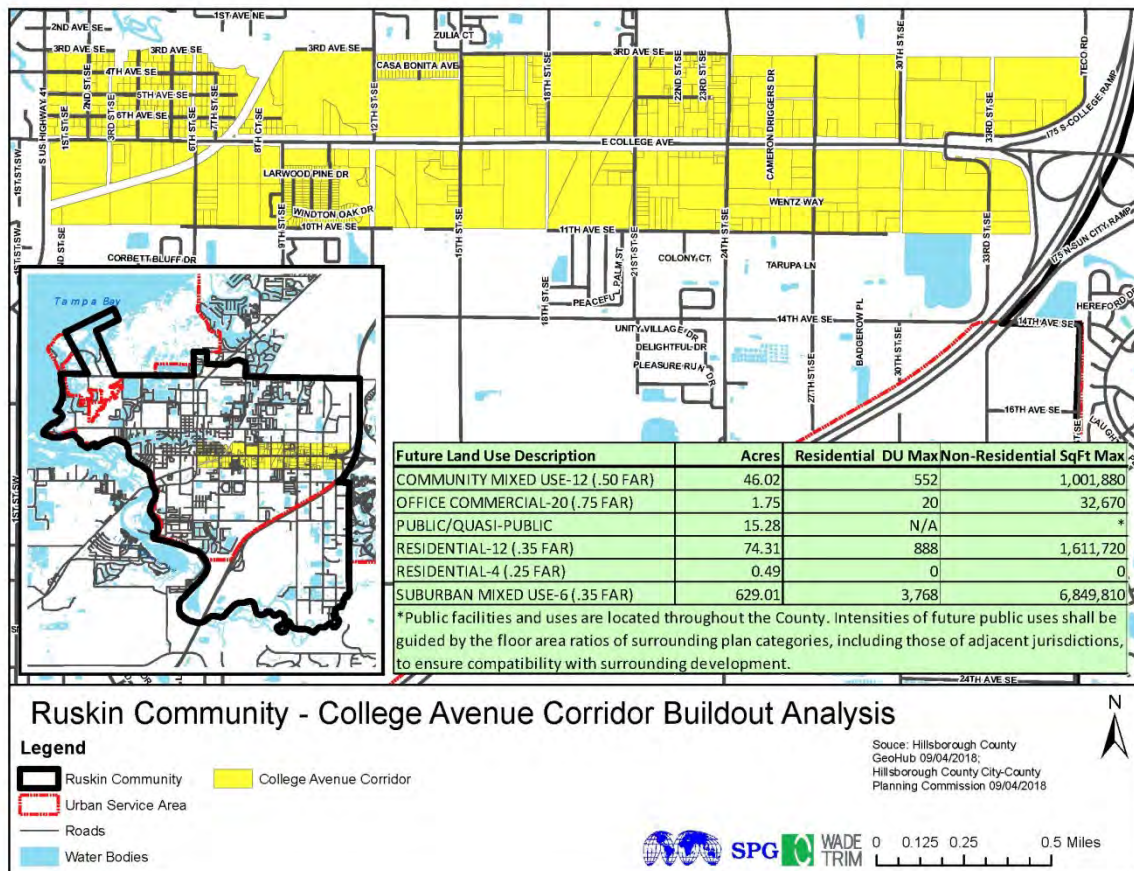 1ST AVE NE
2ND AVE SE
ZULIA CT
3RD AVE SE
3RD AVE SE
3RD AVE SE
3RD AVE SE
CASA BONITA AVE
4TH AVE SE
5TH AVE SE
6TH AVE SE
S US HIGHWAY 41
1ST ST SE
2ND ST SE
3RD ST SE
6TH ST SE
7TH ST SE
8TH CT SE
12TH ST SE
18TH ST SE
22ND ST SE
23RD ST SE
CAMERON DRIGGERS DR
30TH ST SE
33RD ST SE
TECO RD
I75 S-COLLEGE RAMP
E COLLEGE AVE
1ST ST SW
LARWOOD PINE DR
WINDTON OAK DR
9TH ST SE
10TH AVE SE
15TH ST SE
11TH AVE SE
WENTZ WAY
24TH ST SE
21ST ST SE
33RD ST SE
I75 N-SUN CITY RAMP
CORBETT BLUFF DR
COLONY CT
TARUPA LN
PEACEFUL PALM ST
18TH ST SE
14TH AVE SE
14TH AVE SE
HEREFORD DR
UNITY VILLAGE DR
DELIGHTFUL DR
PLEASURE RUN DR
BADGEROW PL
27TH ST SE
30TH ST SE
16TH AVE SE
1ST ST SW
Tampa Bay
Future Land Use Description Acres Residential DU Max Non-Residential SqFt Max
COMMUNITY MIXED USE-12 (.50 FAR) 46.02 552 1,001,880
OFFICE COMMERCIAL-20 (.75 FAR) 1.75 20 32,670
PUBLIC/QUASI-PUBLIC 15.28 N/A *
RESIDENTIAL-12 (.35 FAR) 74.31 888 1,611,720
RESIDENTIAL-4 (.25 FAR) 0.49 0 0
SUBURBAN MIXED USE-6 (.35 FAR) 629.01 3,768 6,849,810
*Public facilities and uses are located throughout the County. Intensities of future public uses shall be
guided by the floor area ratios of surrounding plan categories, including those of adjacent jurisdictions,
to ensure compatibility with surrounding development.
24TH AVE SE
Ruskin Community - College Avenue Corridor Buildout Analysis
N
Legend
Ruskin Community
College Avenue Corridor
Urban Service Area
Roads
Water Bodies
Souce: Hillsborough County
GeoHub 09/04/2018;
Hillsborough County City-County
Planning Commission 09/04/2018
SPG
WADE
TRIM
0 0.125 0.25 0.5 Miles